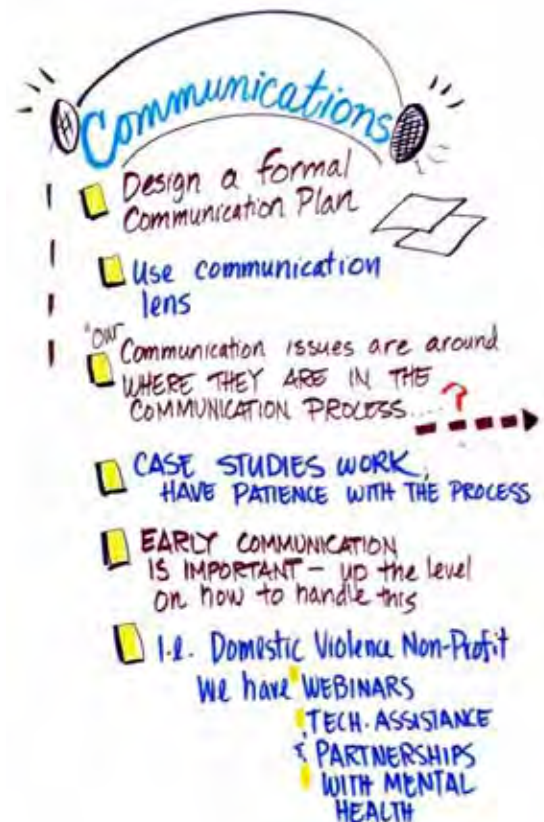 Communications
Design a formal
Communication Plan
Use communication
lens
"our
Communication issues are around
WHERE THEY ARE IN THE
COMMUNICATION PROCESS....?
CASE STUDIES WORK,
HAVE PATIENCE WITH THE PROCESS
EARLY COMMUNICATION
IS IMPORTANT – up the level
on how to handle this
I.e. Domestic Violence Non-Profit
We have WEBINARS
TECH. ASSISTANCE
& PARTNERSHIPS
WITH MENTAL
HEALTH